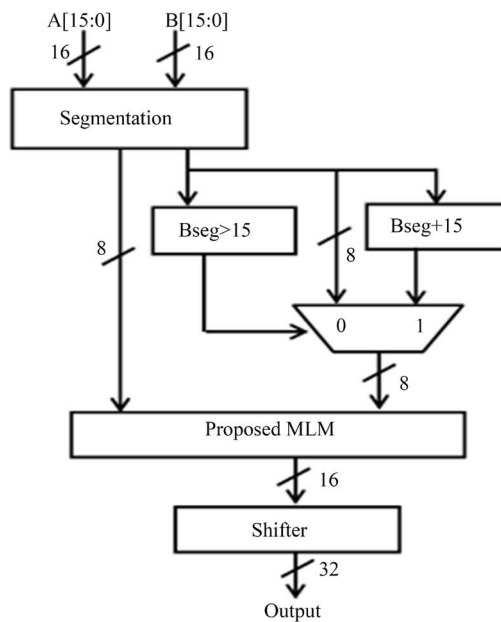 A[15:0] B[15:0]
16 16
Segmentation
Bseg>15
8
Bseg+15
8
0 1
8
Proposed MLM
16
Shifter
32
Output